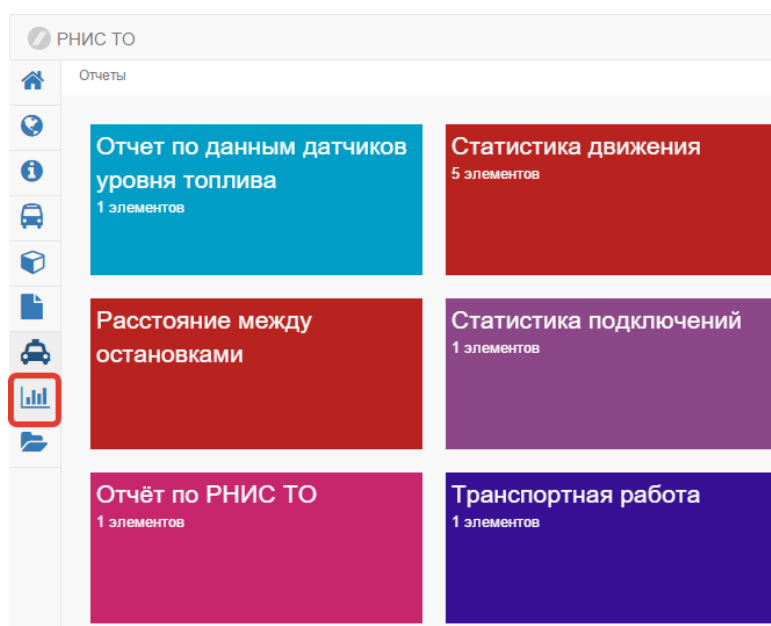 РНИС ТО
Отчеты
Отчет по данным датчиков
уровня топлива
1 элементов
Статистика движения
5 элементов
Расстояние между
остановками
Статистика подключений
1 элементов
Отчёт по РНИС ТО
1 элементов
Транспортная работа
1 элементов